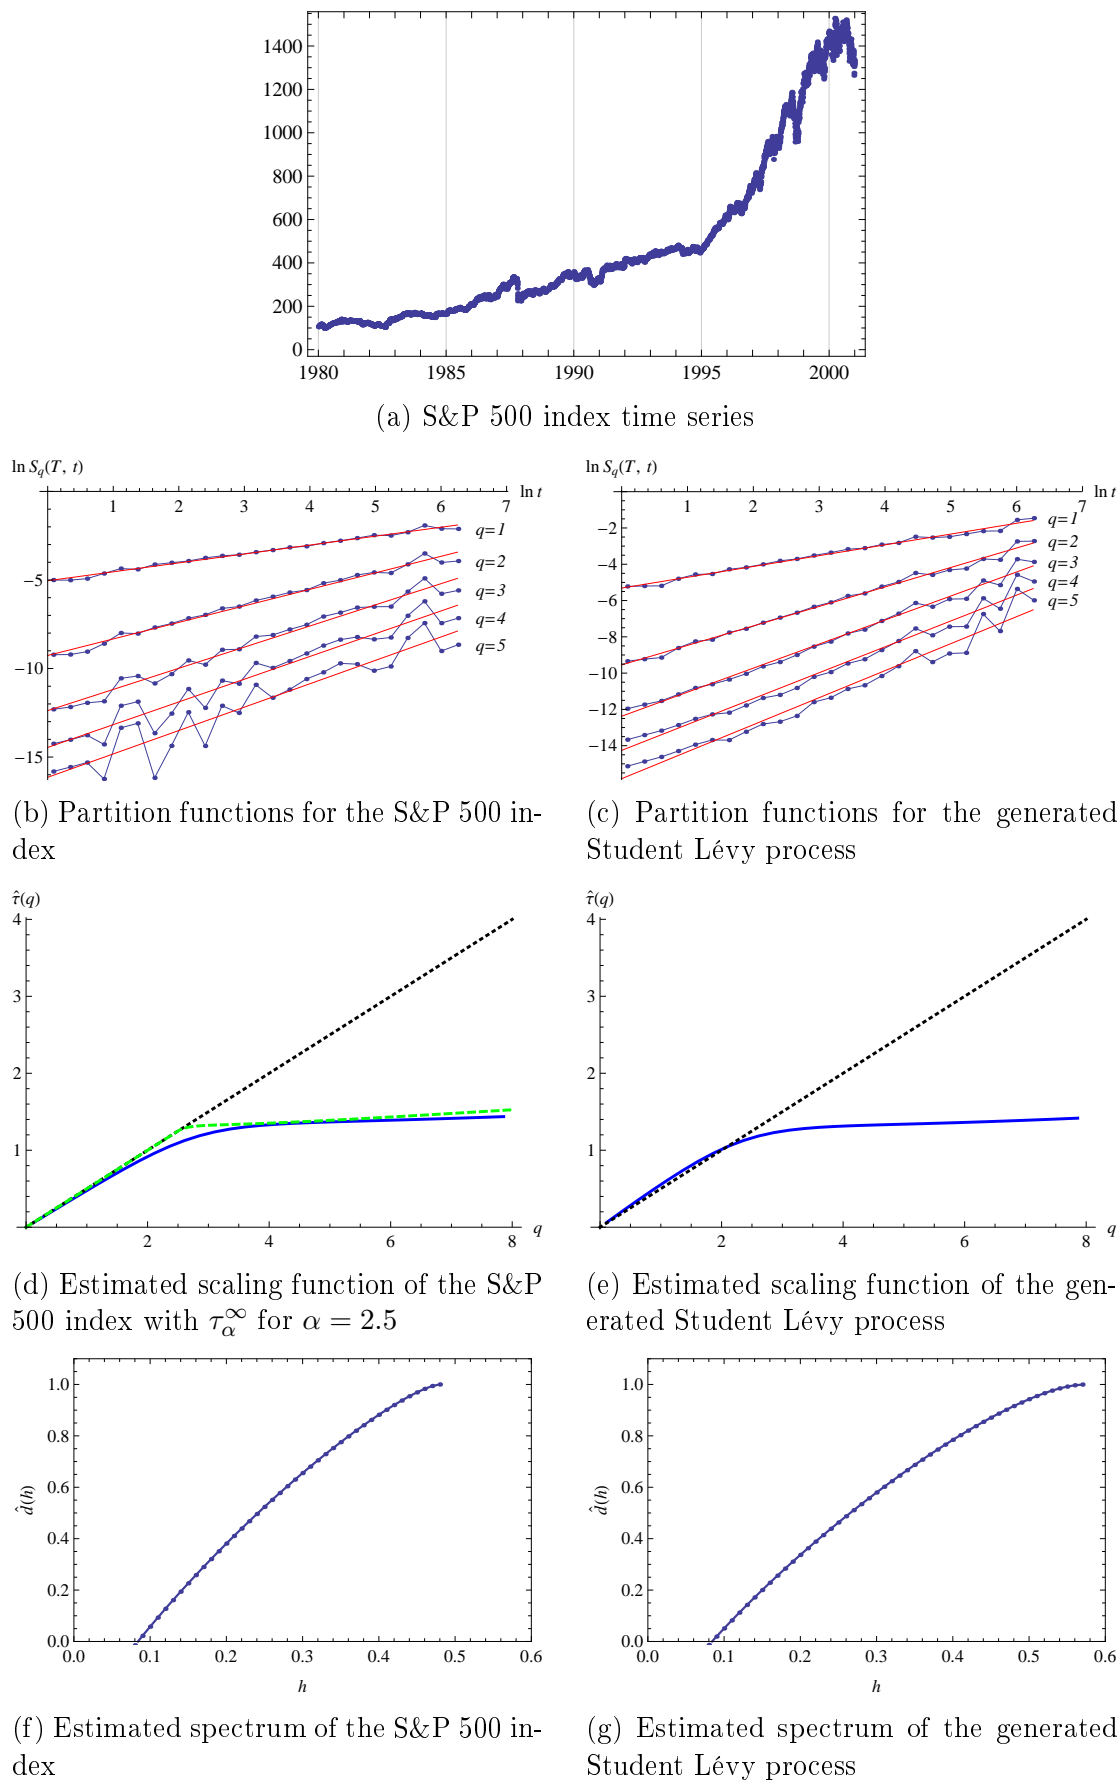 1400
1200
1000
800
600
400
200
0
1980 1985 1990 1995 2000
(a) S&P 500 index time series
ln S_q(T, t)
1 2 3 4 5 6 7 ln t
q=1
q=2
q=3
q=4
q=5
−5
−10
−15
(b) Partition functions for the S&P 500 in-
dex
ln S_q(T, t)
1 2 3 4 5 6 7 ln t
q=1
q=2
q=3
q=4
q=5
−2
−4
−6
−8
−10
−12
−14
(c) Partition functions for the generated
Student Lévy process
τ̂(q)
4
3
2
1
2 4 6 8 q
(d) Estimated scaling function of the S&P
500 index with τ_α^∞ for α = 2.5
τ̂(q)
4
3
2
1
2 4 6 8 q
(e) Estimated scaling function of the gen-
erated Student Lévy process
1.0
0.8
0.6
0.4
0.2
0.0
d̂(h)
0.0 0.1 0.2 0.3 0.4 0.5 0.6
h
(f) Estimated spectrum of the S&P 500 in-
dex
1.0
0.8
0.6
0.4
0.2
0.0
d̂(h)
0.0 0.1 0.2 0.3 0.4 0.5 0.6
h
(g) Estimated spectrum of the generated
Student Lévy process